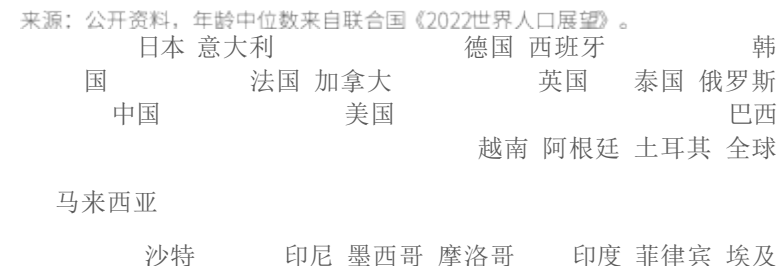 来源：公开资料，年龄中位数来自联合国《2022世界人口展望》。
日本 意大利 德国 西班牙 韩
国 法国 加拿大 英国 泰国 俄罗斯
中国 美国 巴西
越南 阿根廷 土耳其 全球
马来西亚
沙特 印尼 墨西哥 摩洛哥 印度 菲律宾 埃及